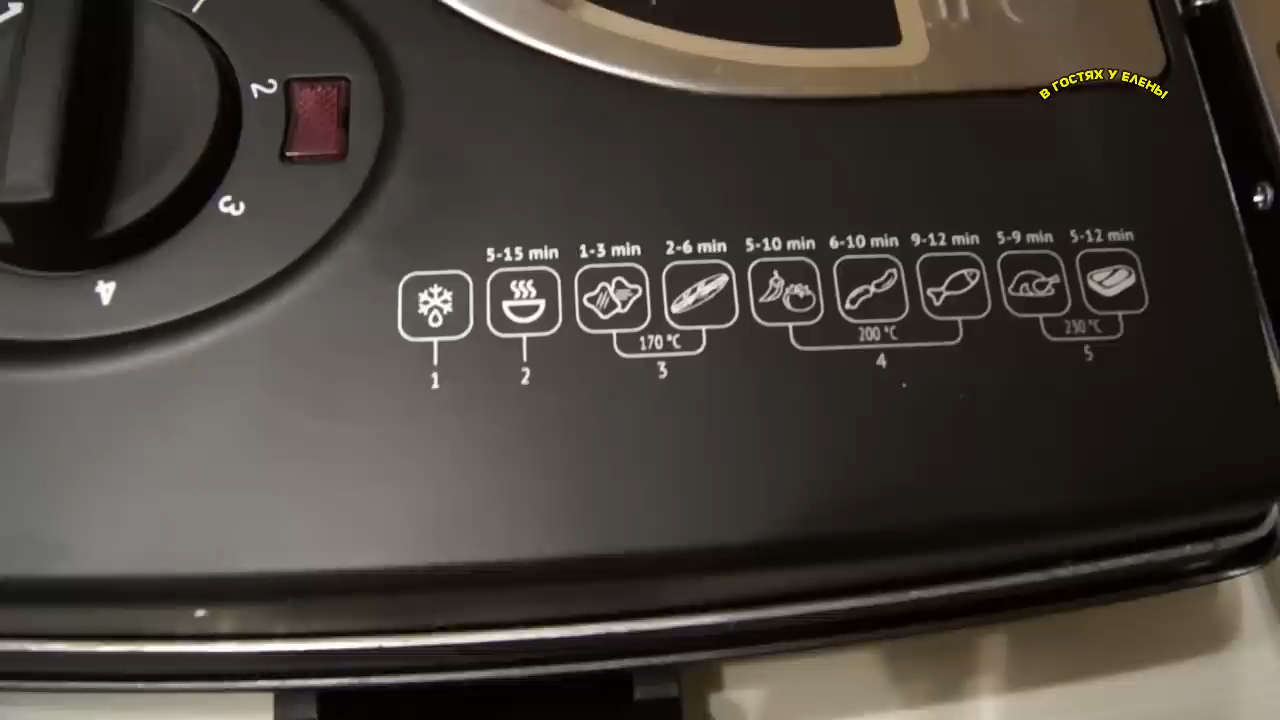 В ГОСТЯХ У ЕЛЕНЫ
2
3
4
5-15 min 1-3 min 2-6 min 5-10 min 6-10 min 9-12 min 5-9 min 5-12 min
170 °C 200 °C 230 °C
1 2 3 4 5